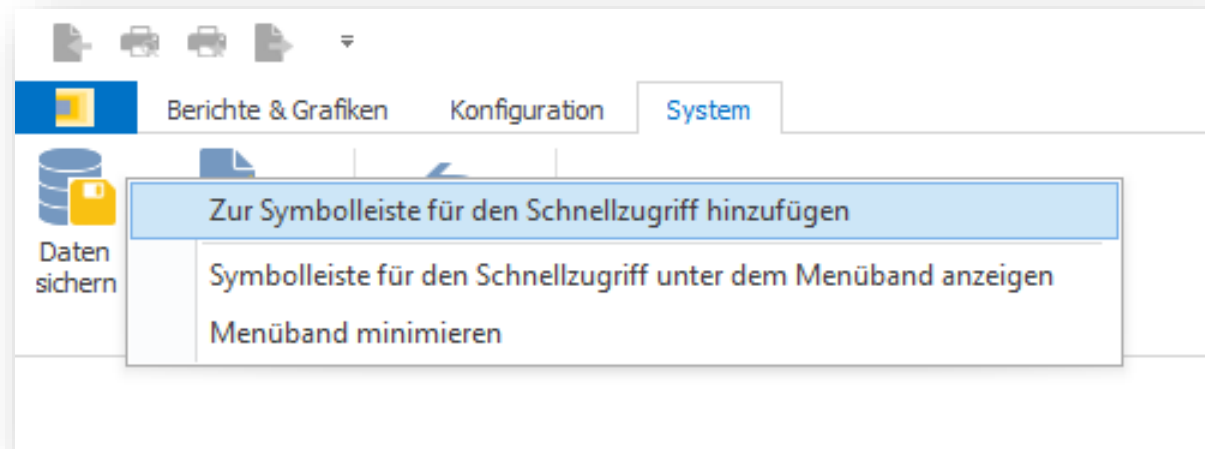 Berichte & Grafiken Konfiguration System
Zur Symbolleiste für den Schnellzugriff hinzufügen
Daten
sichern
Symbolleiste für den Schnellzugriff unter dem Menüband anzeigen
Menüband minimieren